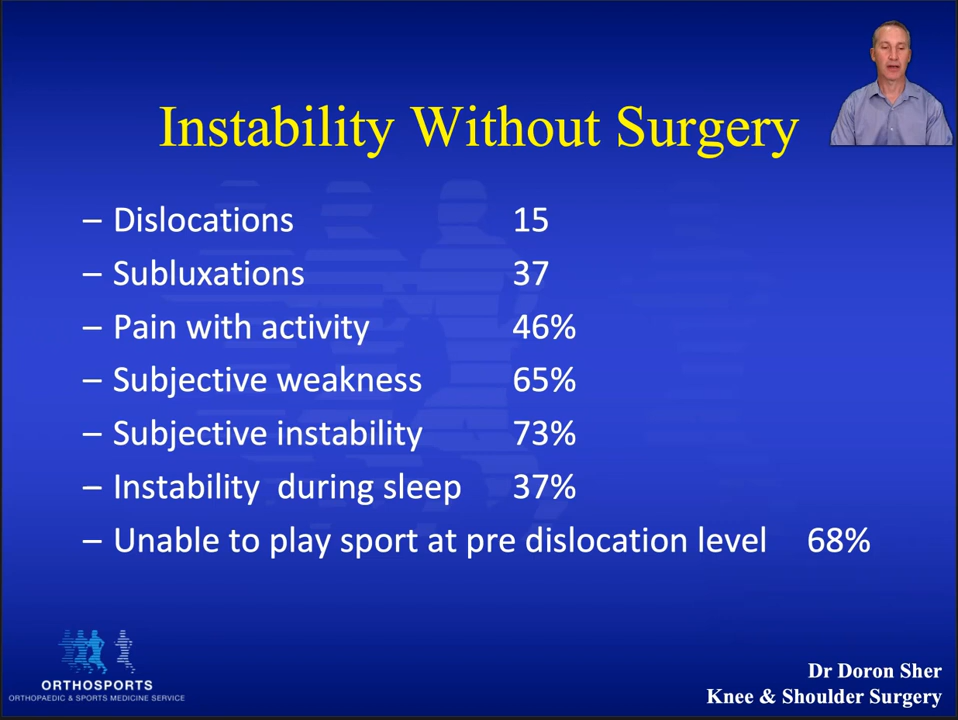 Instability Without Surgery
– Dislocations 15
– Subluxations 37
– Pain with activity 46%
– Subjective weakness 65%
– Subjective instability 73%
– Instability during sleep 37%
– Unable to play sport at pre dislocation level 68%
ORTHOSPORTS
ORTHOPAEDIC & SPORTS MEDICINE SERVICE
Dr Doron Sher
Knee & Shoulder Surgery